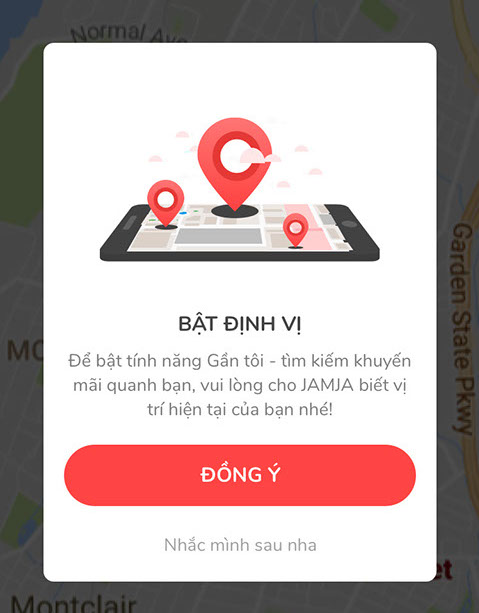 Normal Ave
BẬT ĐỊNH VỊ
Để bật tính năng Gần tôi - tìm kiếm khuyến
mãi quanh bạn, vui lòng cho JAMJA biết vị
trí hiện tại của bạn nhé!
ĐỒNG Ý
Nhắc mình sau nha
Garden State Pkwy
Montclair